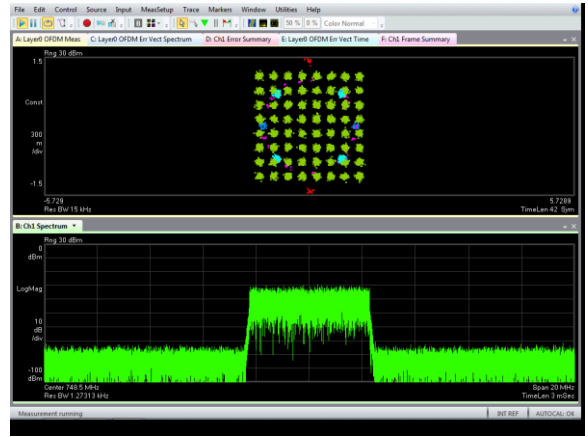 File Edit Control Source Input MeasSetup Trace Markers Window Utilities Help
50 % 0 % Color Normal
A: Layer0 OFDM Meas C: Layer0 OFDM Err Vect Spectrum D: Ch1 Error Summary E: Layer0 OFDM Err Vect Time F: Ch1 Frame Summary
Rng 30 dBm
1.5
Const
300
m
/div
-1.5
-5.729 5.7289
Res BW 15 kHz TimeLen 42 Sym
B: Ch1 Spectrum
Rng 30 dBm
0
dBm
LogMag
10
dB
/div
-100
dBm
Center 748.5 MHz Span 20 MHz
Res BW 1.27313 kHz TimeLen 3 mSec
Measurement running INT REF AUTOCAL: OK